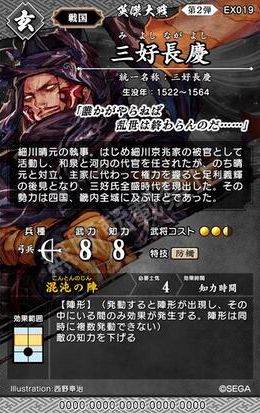 玄
戦国
英傑大戦
第2弾
EX019
み よし なが よし
三好長慶
統一名称：三好長慶
生没年：1522～1564
「誰かがやらねば
乱世は終わらんのだ……」
細川晴元の執事。はじめ細川京兆家の被官として
活動し、和泉と河内の代官を任されたが、のち晴
元と対立。主家に代わって権力を握ると足利義輝
の後見となり、三好氏全盛時代を現出した。その
勢力は四国、畿内全域に及ぶほどであった。
兵種 武力 知力 武将コスト
弓兵 8 8 特技 防柵
こんとんのじん
混沌の陣
必要士気 4
効果時間 知力時間
効果範囲
【陣形】（発動すると陣形が出現し、その
中にいる間のみ効果が発生する。陣形は同
時に複数発動できない）
敵の知力を下げる
Illustration:西野幸治
©SEGA
0000-0000-0000-0000-0000